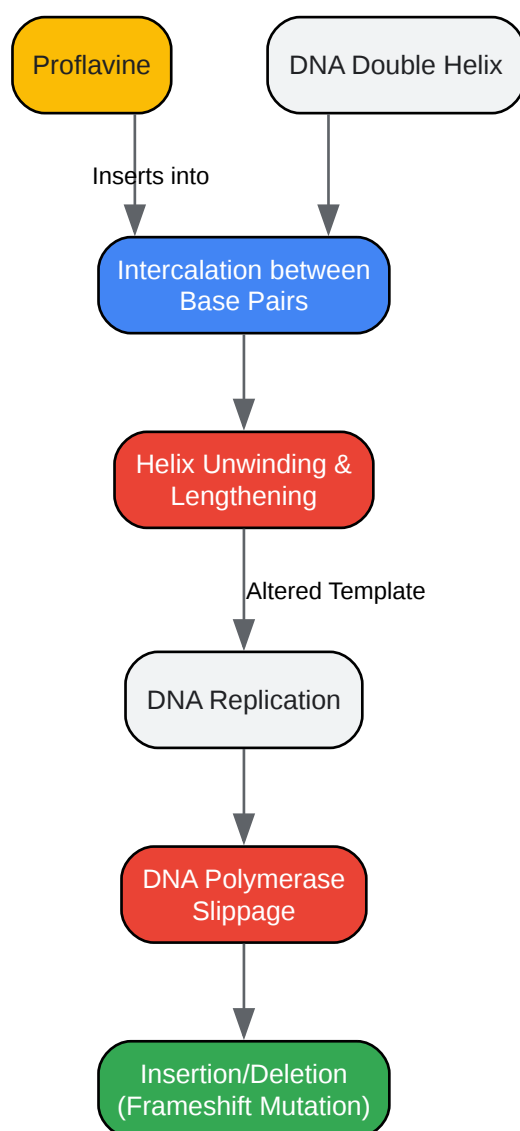 Proflavine
DNA Double Helix
Inserts into
Intercalation between
Base Pairs
Helix Unwinding &
Lengthening
Altered Template
DNA Replication
DNA Polymerase
Slippage
Insertion/Deletion
(Frameshift Mutation)